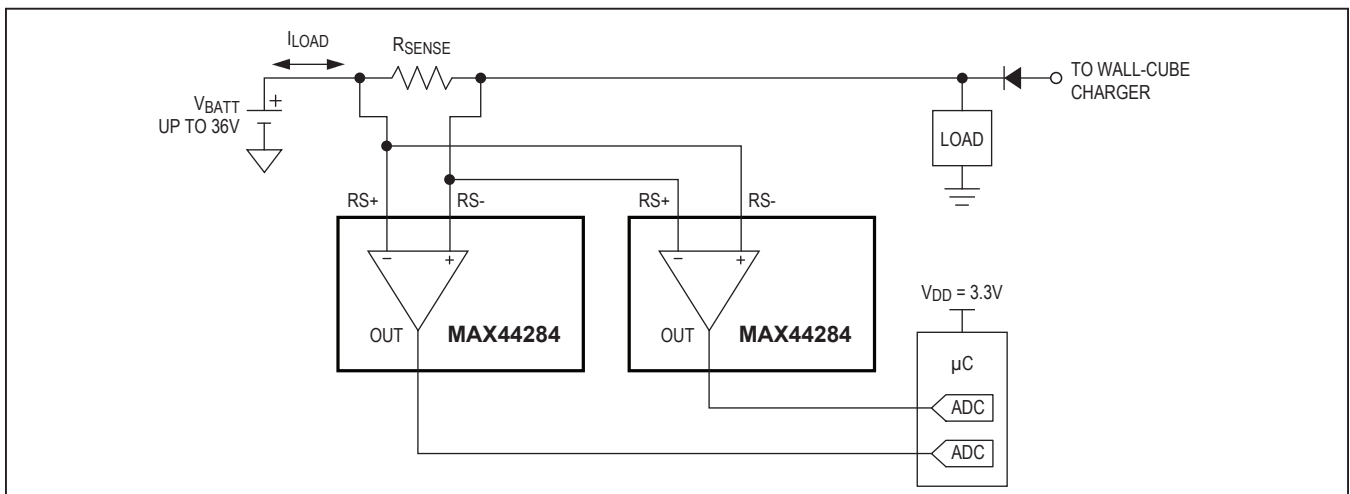 ILOAD
RSENSE
VBATT
UP TO 36V
+
TO WALL-CUBE
CHARGER
LOAD
RS+
RS-
RS+
RS-
- +
- +
OUT
MAX44284
OUT
MAX44284
VDD = 3.3V
µC
ADC
ADC